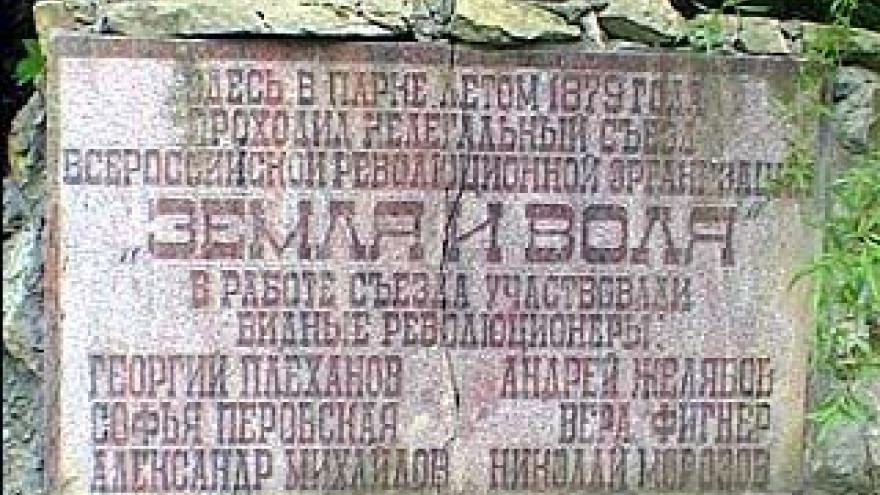 ЗДЕСЬ В ПАРКЕ ЛЕТОМ 1879 ГОДА
ПРОХОДИЛ НЕЛЕГАЛЬНЫЙ СЪЕЗД
ВСЕРОССИЙСКОЙ РЕВОЛЮЦИОННОЙ ОРГАНИЗАЦИИ
„ЗЕМЛЯ И ВОЛЯ"
В РАБОТЕ СЪЕЗДА УЧАСТВОВАЛИ
ВИДНЫЕ РЕВОЛЮЦИОНЕРЫ:
ГЕОРГИЙ ПЛЕХАНОВ АНДРЕЙ ЖЕЛЯБОВ
СОФЬЯ ПЕРОВСКАЯ ВЕРА ФИГНЕР
АЛЕКСАНДР МИХАЙЛОВ НИКОЛАЙ МОРОЗОВ